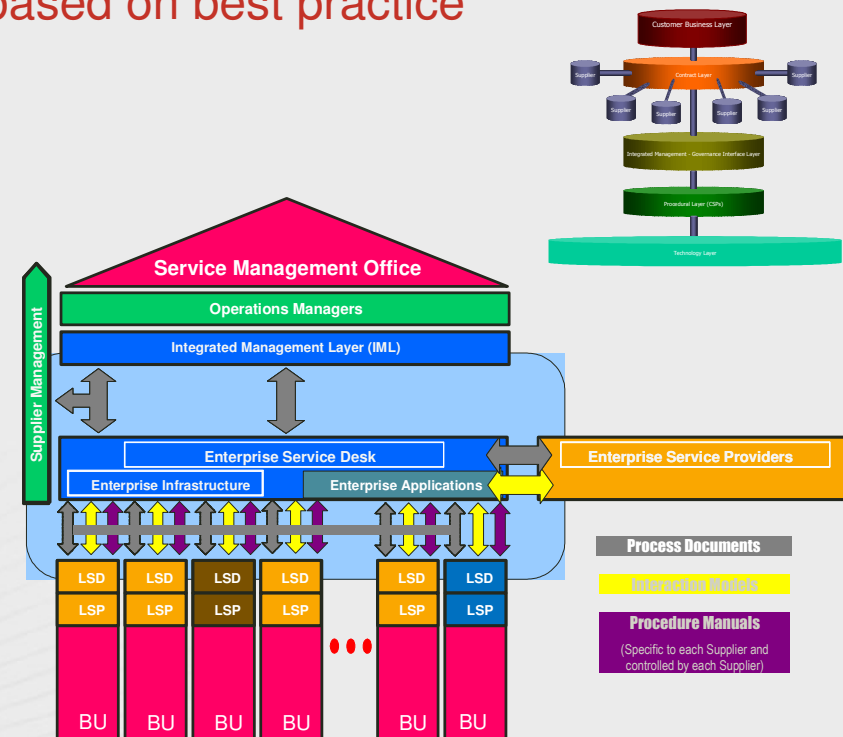 based on best practice
Customer Business Layer
Contract Layer
Supplier
Supplier
Supplier
Supplier
Supplier
Supplier
Integrated Management - Governance Interface Layer
Procedural Layer (CSPs)
Technology Layer
Service Management Office
Operations Managers
Integrated Management Layer (IML)
Supplier Management
Enterprise Service Desk
Enterprise Infrastructure
Enterprise Applications
Enterprise Service Providers
LSD LSD LSD LSD LSD LSD
LSP LSP LSP LSP LSP LSP
BU BU BU BU BU BU
Process Documents
Interaction Models
Procedure Manuals
(Specific to each Supplier and
controlled by each Supplier)